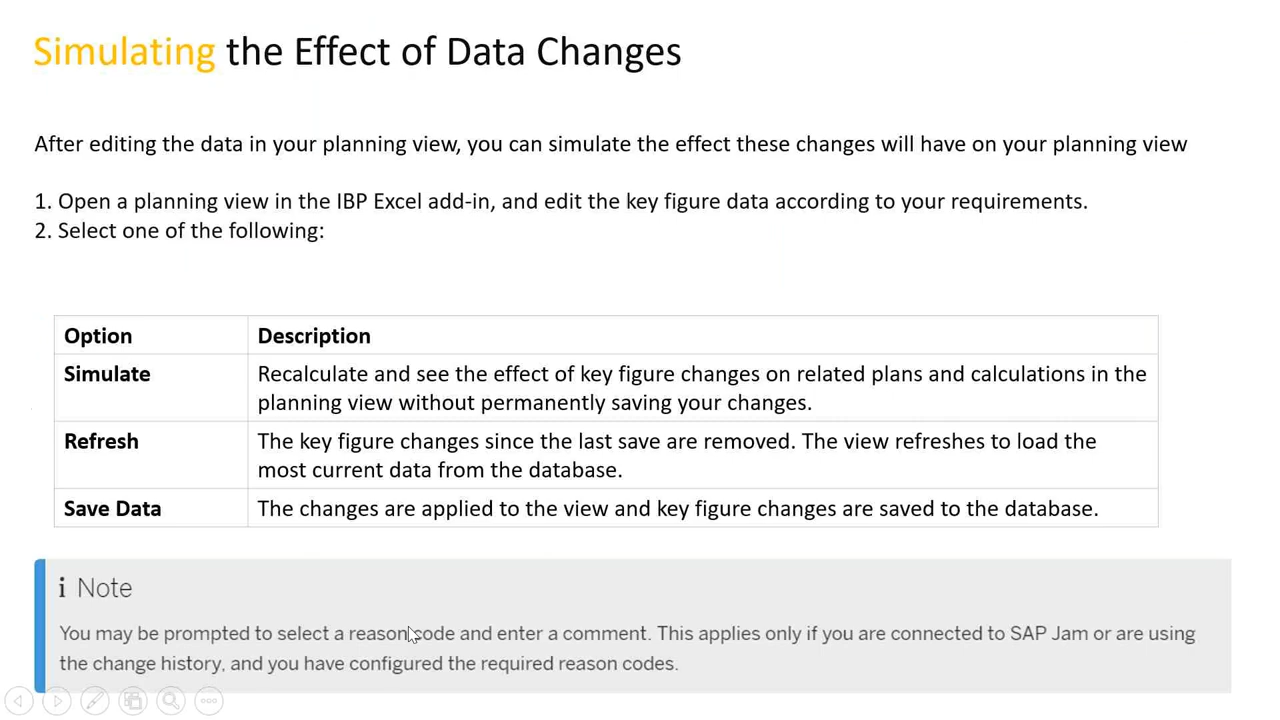 Simulating the Effect of Data Changes
After editing the data in your planning view, you can simulate the effect these changes will have on your planning view
1. Open a planning view in the IBP Excel add-in, and edit the key figure data according to your requirements.
2. Select one of the following:
Option Description
Simulate Recalculate and see the effect of key figure changes on related plans and calculations in the
planning view without permanently saving your changes.
Refresh The key figure changes since the last save are removed. The view refreshes to load the
most current data from the database.
Save Data The changes are applied to the view and key figure changes are saved to the database.
i Note
You may be prompted to select a reason code and enter a comment. This applies only if you are connected to SAP Jam or are using
the change history, and you have configured the required reason codes.